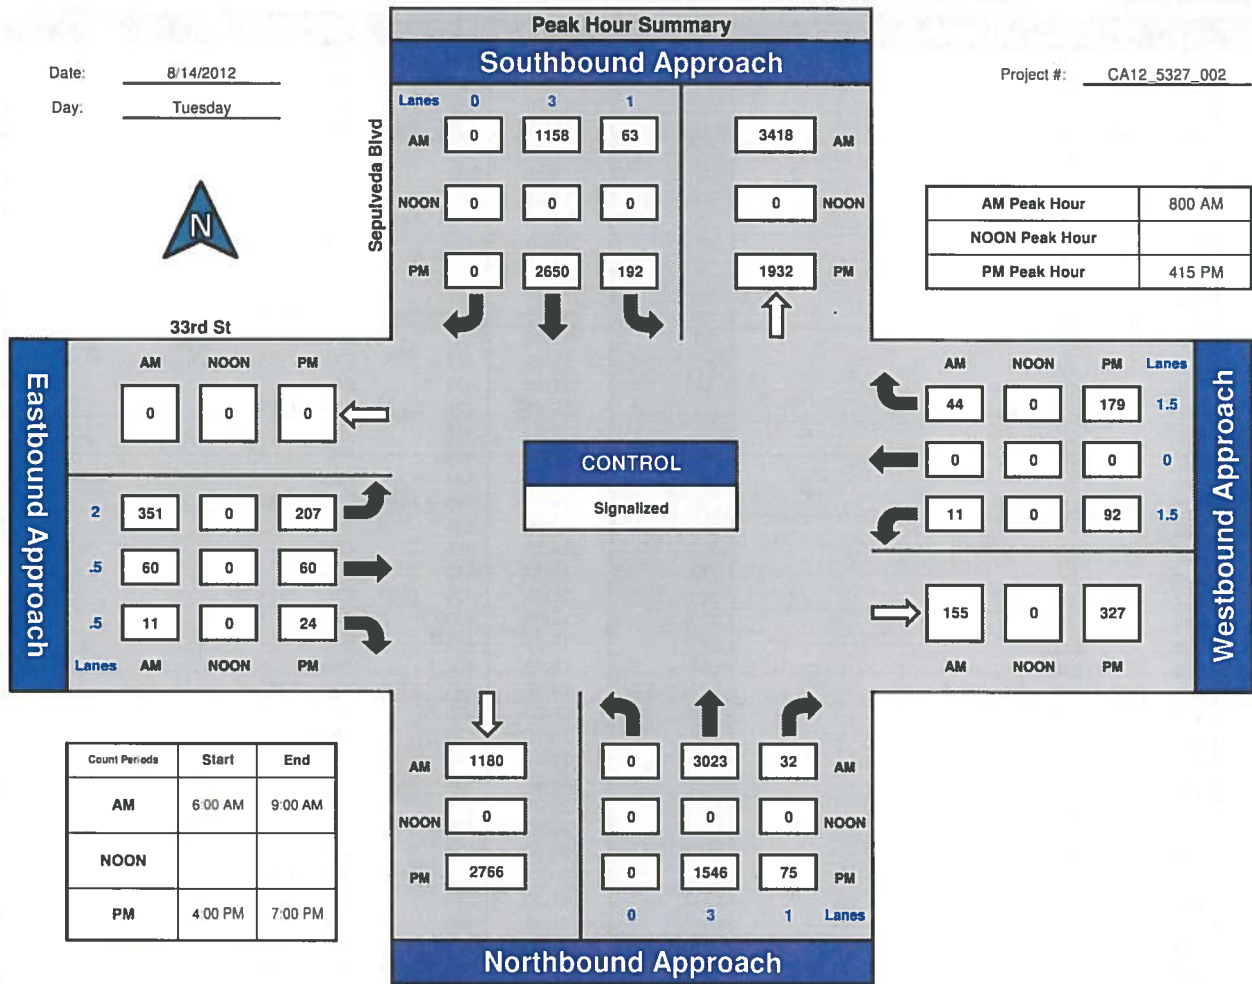 Peak Hour Summary
Southbound Approach
Date: 8/14/2012
Day: Tuesday
Project #: CA12_5327_002
N
Sepulveda Blvd
Lanes 0 3 1
AM 0 1158 63 3418 AM
NOON 0 0 0 0 NOON
PM 0 2650 192 1932 PM
AM Peak Hour 800 AM
NOON Peak Hour
PM Peak Hour 415 PM
33rd St
Eastbound Approach
AM NOON PM
0 0 0
2 351 0 207
.5 60 0 60
.5 11 0 24
Lanes AM NOON PM
CONTROL
Signalized
AM NOON PM Lanes
44 0 179 1.5
0 0 0 0
11 0 92 1.5
155 0 327
AM NOON PM
Westbound Approach
Count Periods Start End
AM 6:00 AM 9:00 AM
NOON
PM 4:00 PM 7:00 PM
AM 1180 0 3023 32 AM
NOON 0 0 0 0 NOON
PM 2766 0 1546 75 PM
0 3 1 Lanes
Northbound Approach